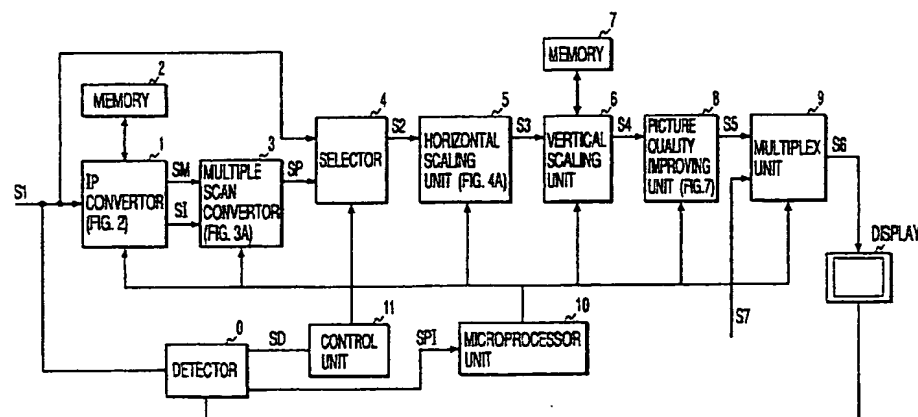 7
MEMORY
2
MEMORY
4
S2
5
S3
6
S4
8
S5
9
S6
1
SM
3
SP
SELECTOR
HORIZONTAL
SCALING
UNIT (FIG. 4A)
VERTICAL
SCALING
UNIT
PICTURE
QUALITY
IMPROVING
UNIT (FIG.7)
MULTIPLEX
UNIT
S1
IP
CONVERTOR
(FIG. 2)
SI
MULTIPLE
SCAN
CONVERTOR
(FIG. 3A)
DISPLAY
0
DETECTOR
SD
11
CONTROL
UNIT
SPI
10
MICROPROCESSOR
UNIT
S7